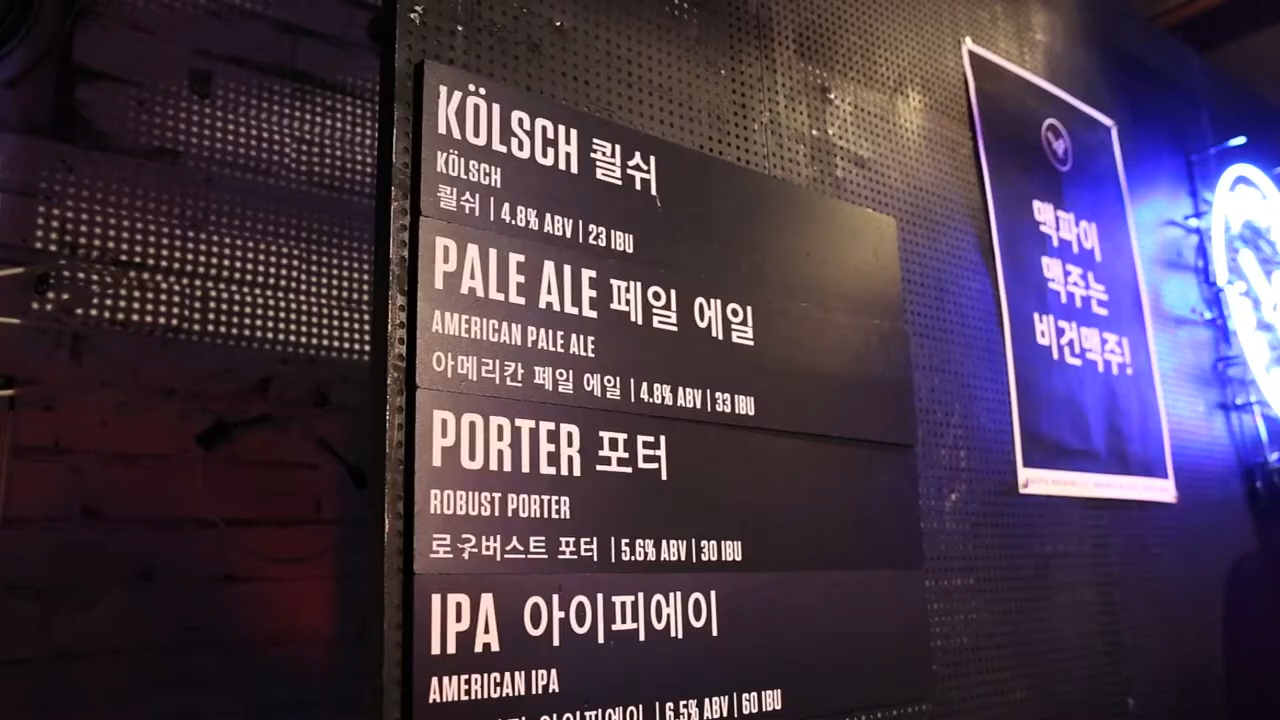 KÖLSCH 쾰쉬
KÖLSCH
쾰쉬 | 4.8% ABV | 23 IBU
PALE ALE 페일 에일
AMERICAN PALE ALE
아메리칸 페일 에일 | 4.8% ABV | 33 IBU
PORTER 포터
ROBUST PORTER
로우버스트 포터 | 5.6% ABV | 30 IBU
IPA 아이피에이
AMERICAN IPA
아이피에이 | 6.5% ABV | 60 IBU
맥파이
맥주는
비건맥주!